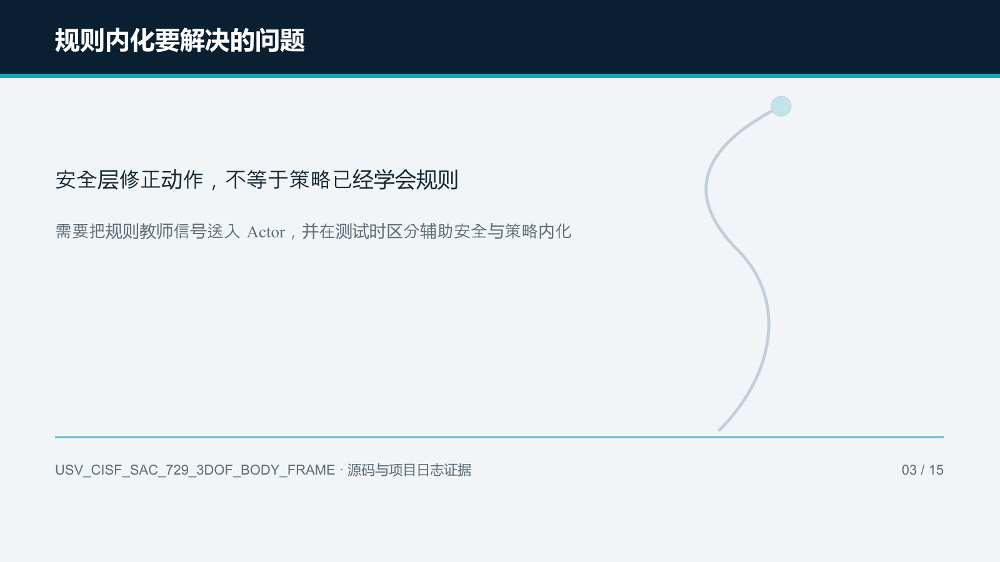 规则内化要解决的问题
安全层修正动作，不等于策略已经学会规则
需要把规则教师信号送入 Actor，并在测试时区分辅助安全与策略内化
USV_CISF_SAC_729_3DOF_BODY_FRAME · 源码与项目日志证据
03 / 15